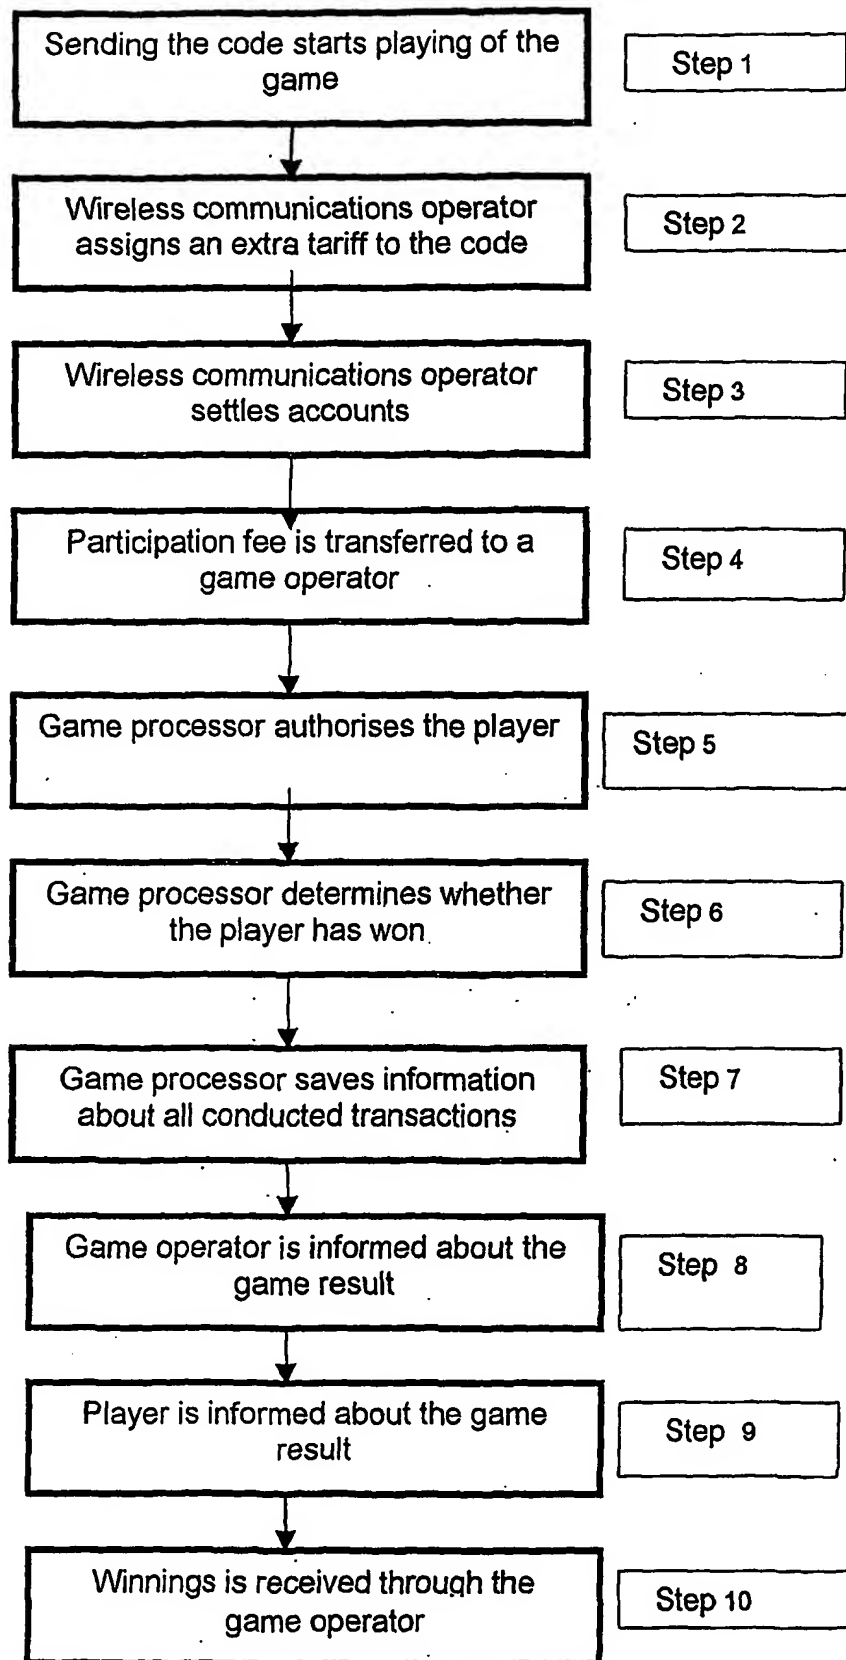 Sending the code starts playing of the
game
Step 1
Wireless communications operator
assigns an extra tariff to the code
Step 2
Wireless communications operator
settles accounts
Step 3
Participation fee is transferred to a
game operator
Step 4
Game processor authorises the player
Step 5
Game processor determines whether
the player has won
Step 6
Game processor saves information
about all conducted transactions
Step 7
Game operator is informed about the
game result
Step 8
Player is informed about the game
result
Step 9
Winnings is received through the
game operator
Step 10